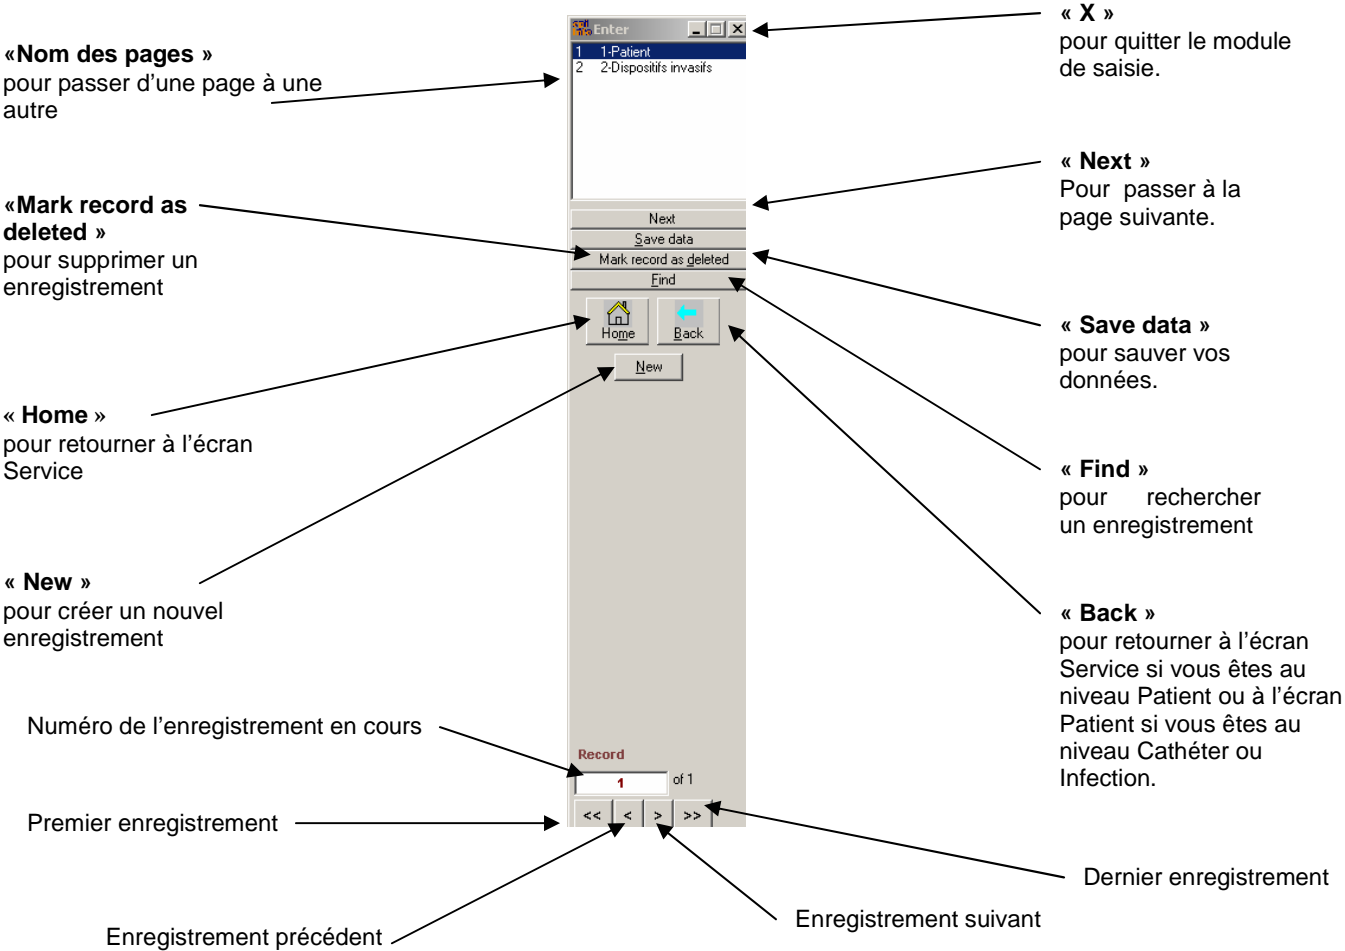 «Nom des pages »
pour passer d’une page à une
autre
«Mark record as
deleted »
pour supprimer un
enregistrement
« Home »
pour retourner à l’écran
Service
« New »
pour créer un nouvel
enregistrement
Numéro de l’enregistrement en cours
Premier enregistrement
Enregistrement précédent
Enter
1 1-Patient
2 2-Dispositifs invasifs
Next
Save data
Mark record as deleted
Find
Home
Back
New
Record
1 of 1
<< < > >>
« X »
pour quitter le module
de saisie.
« Next »
Pour passer à la
page suivante.
« Save data »
pour sauver vos
données.
« Find »
pour rechercher
un enregistrement
« Back »
pour retourner à l’écran
Service si vous êtes au
niveau Patient ou à l’écran
Patient si vous êtes au
niveau Cathéter ou
Infection.
Dernier enregistrement
Enregistrement suivant